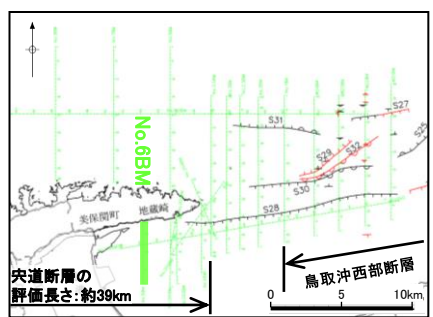 S27
S31
S25
S29
S32
S30
S28
No.6BM
美保関町
地蔵崎
宍道断層の
評価長さ:約39km
鳥取沖西部断層
0 5 10km